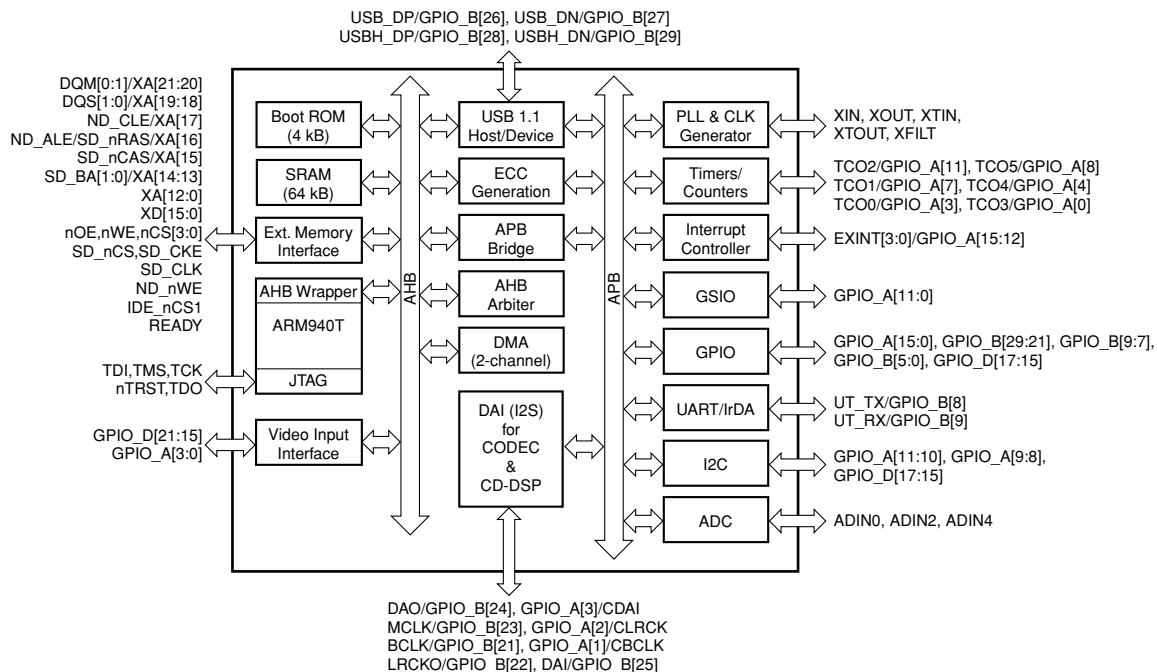 USB_DP/GPIO_B[26], USB_DN/GPIO_B[27]
USBH_DP/GPIO_B[28], USBH_DN/GPIO_B[29]
DQM[0:1]/XA[21:20]
DQS[1:0]/XA[19:18]
ND_CLE/XA[17]
ND_ALE/SD_nRAS/XA[16]
SD_nCAS/XA[15]
SD_BA[1:0]/XA[14:13]
XA[12:0]
XD[15:0]
nOE,nWE,nCS[3:0]
SD_nCS,SD_CKE
SD_CLK
ND_nWE
IDE_nCS1
READY
TDI,TMS,TCK
nTRST,TDO
GPIO_D[21:15]
GPIO_A[3:0]
Boot ROM
(4 kB)
SRAM
(64 kB)
Ext. Memory
Interface
AHB Wrapper
ARM940T
JTAG
Video Input
Interface
AHB
USB 1.1
Host/Device
ECC
Generation
APB
Bridge
AHB
Arbiter
DMA
(2-channel)
DAI (I2S)
for
CODEC
&
CD-DSP
APB
PLL & CLK
Generator
Timers/
Counters
Interrupt
Controller
GSIO
GPIO
UART/IrDA
I2C
ADC
XIN, XOUT, XTIN,
XTOUT, XFILT
TCO2/GPIO_A[11], TCO5/GPIO_A[8]
TCO1/GPIO_A[7], TCO4/GPIO_A[4]
TCO0/GPIO_A[3], TCO3/GPIO_A[0]
EXINT[3:0]/GPIO_A[15:12]
GPIO_A[11:0]
GPIO_A[15:0], GPIO_B[29:21], GPIO_B[9:7],
GPIO_B[5:0], GPIO_D[17:15]
UT_TX/GPIO_B[8]
UT_RX/GPIO_B[9]
GPIO_A[11:10], GPIO_A[9:8],
GPIO_D[17:15]
ADIN0, ADIN2, ADIN4
DAO/GPIO_B[24], GPIO_A[3]/CDAI
MCLK/GPIO_B[23], GPIO_A[2]/CLRCK
BCLK/GPIO_B[21], GPIO_A[1]/CBCLK
LRCKO/GPIO_B[22], DAI/GPIO_B[25]